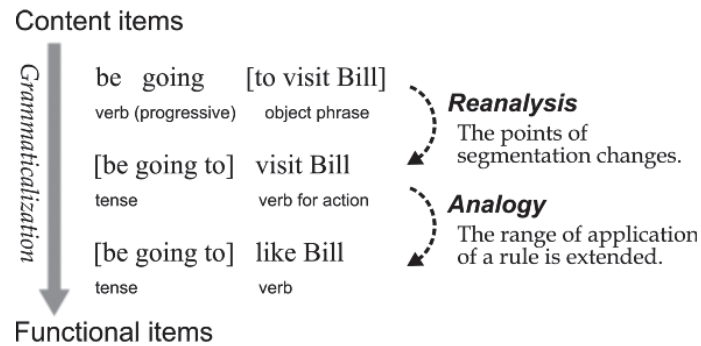 Content items
Grammaticalization
be going [to visit Bill]
verb (progressive) object phrase
Reanalysis
The points of
segmentation changes.
[be going to] visit Bill
tense verb for action
Analogy
The range of application
of a rule is extended.
[be going to] like Bill
tense verb
Functional items